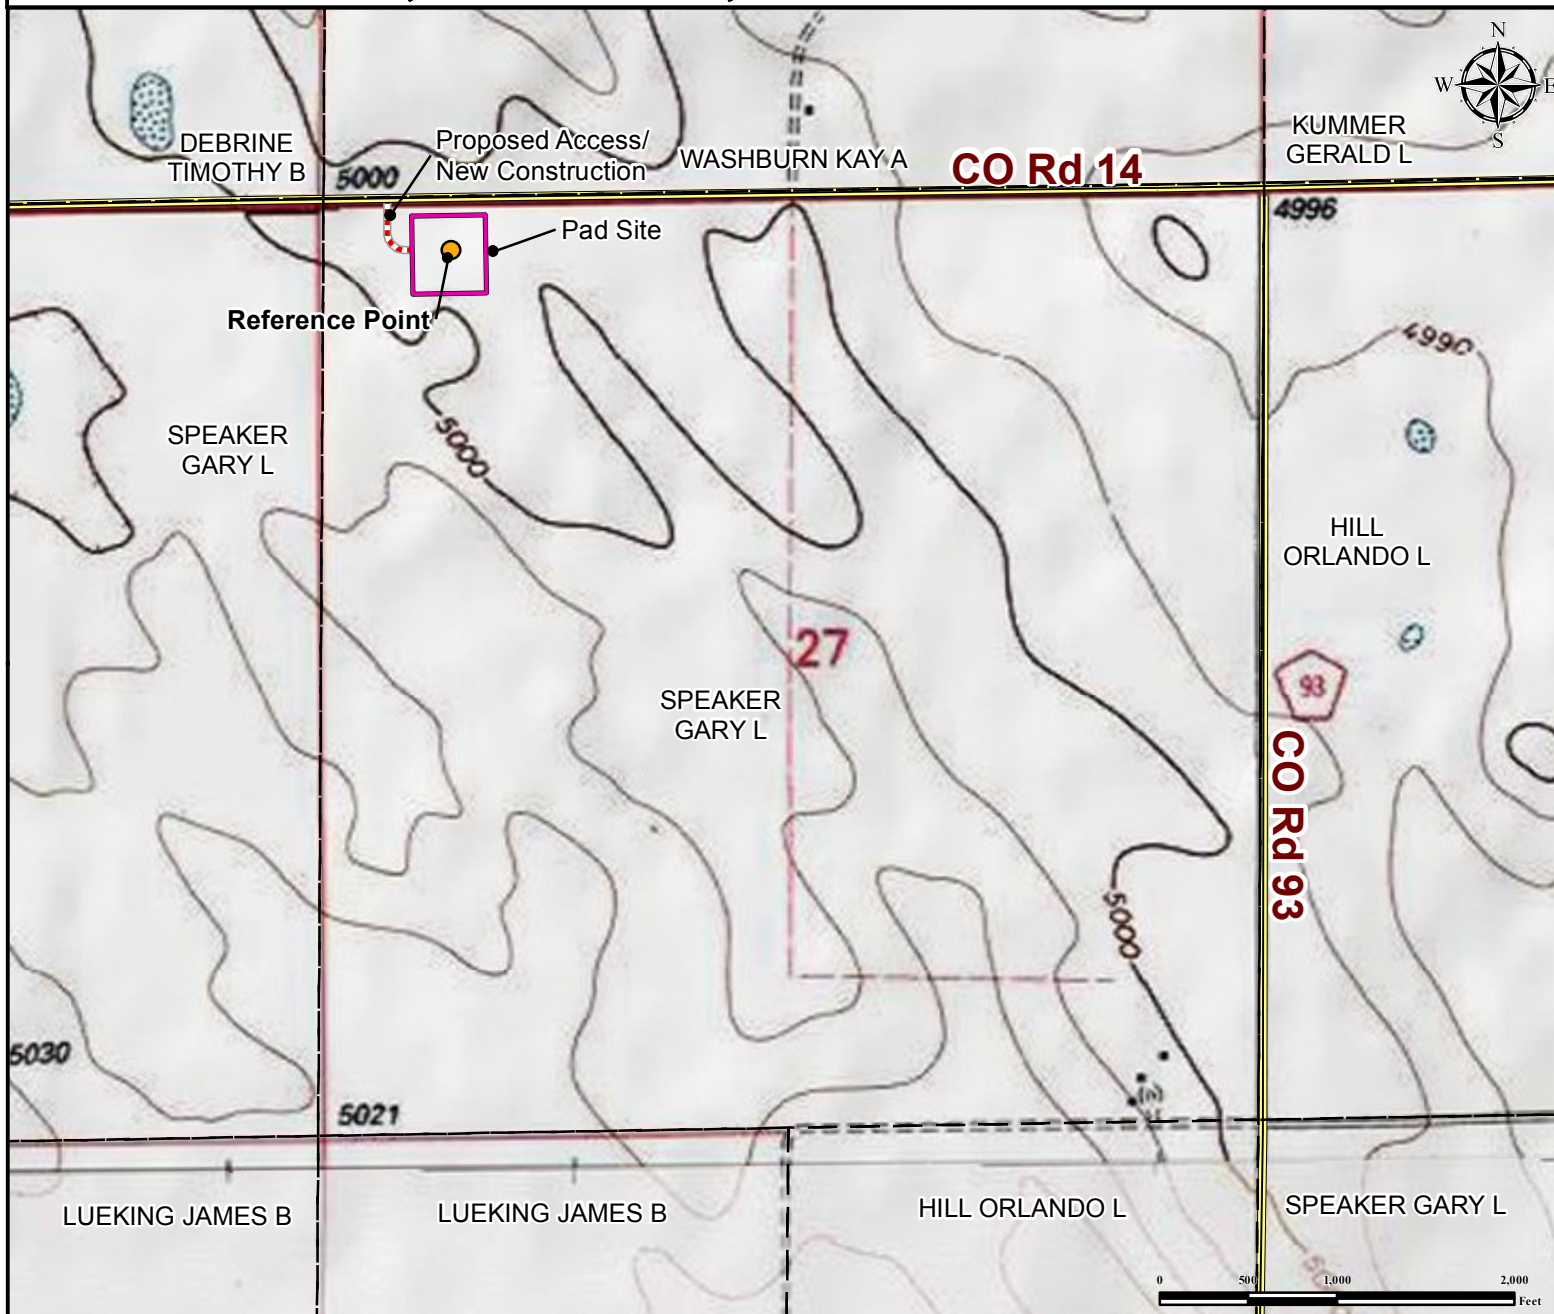 N
W
E
S
DEBRINE
TIMOTHY B
Proposed Access/
New Construction
WASHBURN KAY A
CO Rd 14
KUMMER
GERALD L
5000
4996
Pad Site
Reference Point
4990
SPEAKER
GARY L
5000
HILL
ORLANDO L
27
93
SPEAKER
GARY L
CO Rd 93
5000
5030
5021
LUEKING JAMES B
LUEKING JAMES B
HILL ORLANDO L
SPEAKER GARY L
0 500 1,000 2,000
Feet